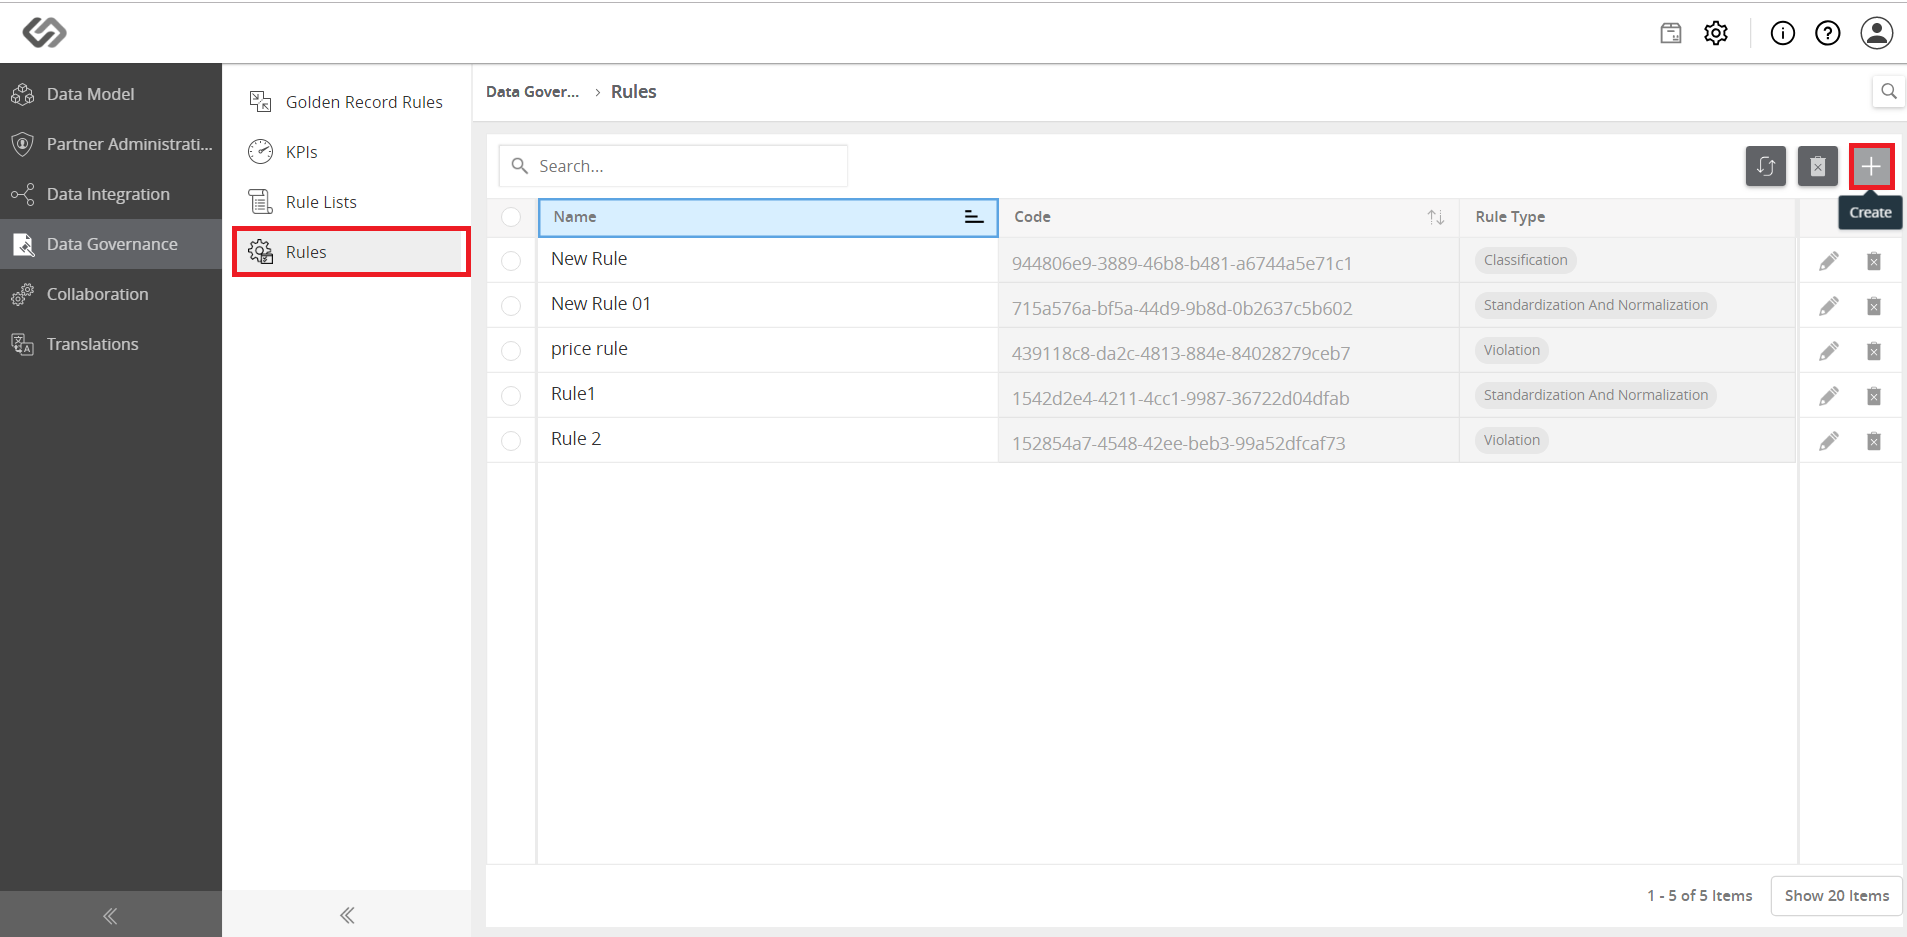 Data Model
Partner Administrati...
Data Integration
Data Governance
Collaboration
Translations
Golden Record Rules
KPIs
Rule Lists
Rules
Data Gover... › Rules
Search...
Create
Name Code Rule Type
New Rule 944806e9-3889-46b8-b481-a6744a5e71c1 Classification
New Rule 01 715a576a-bf5a-44d9-9b8d-0b2637c5b602 Standardization And Normalization
price rule 439118c8-da2c-4813-884e-84028279ceb7 Violation
Rule1 1542d2e4-4211-4cc1-9987-36722d04dfab Standardization And Normalization
Rule 2 152854a7-4548-42ee-beb3-99a52dfcaf73 Violation
1 - 5 of 5 Items Show 20 Items